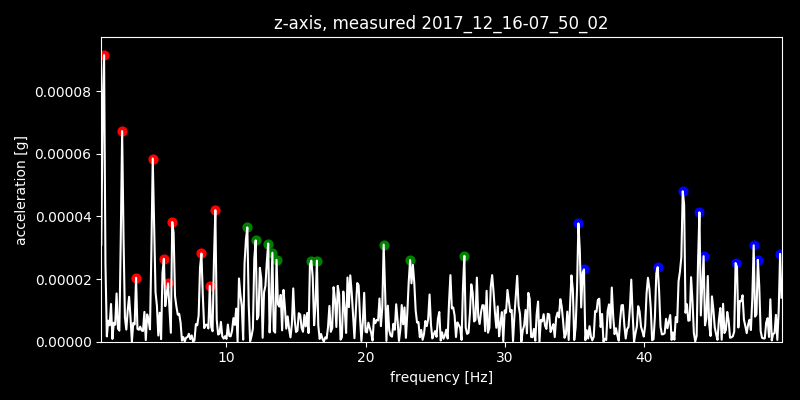 z-axis, measured 2017_12_16-07_50_02
0.00008
0.00006
0.00004
0.00002
0.00000
acceleration [g]
10 20 30 40
frequency [Hz]